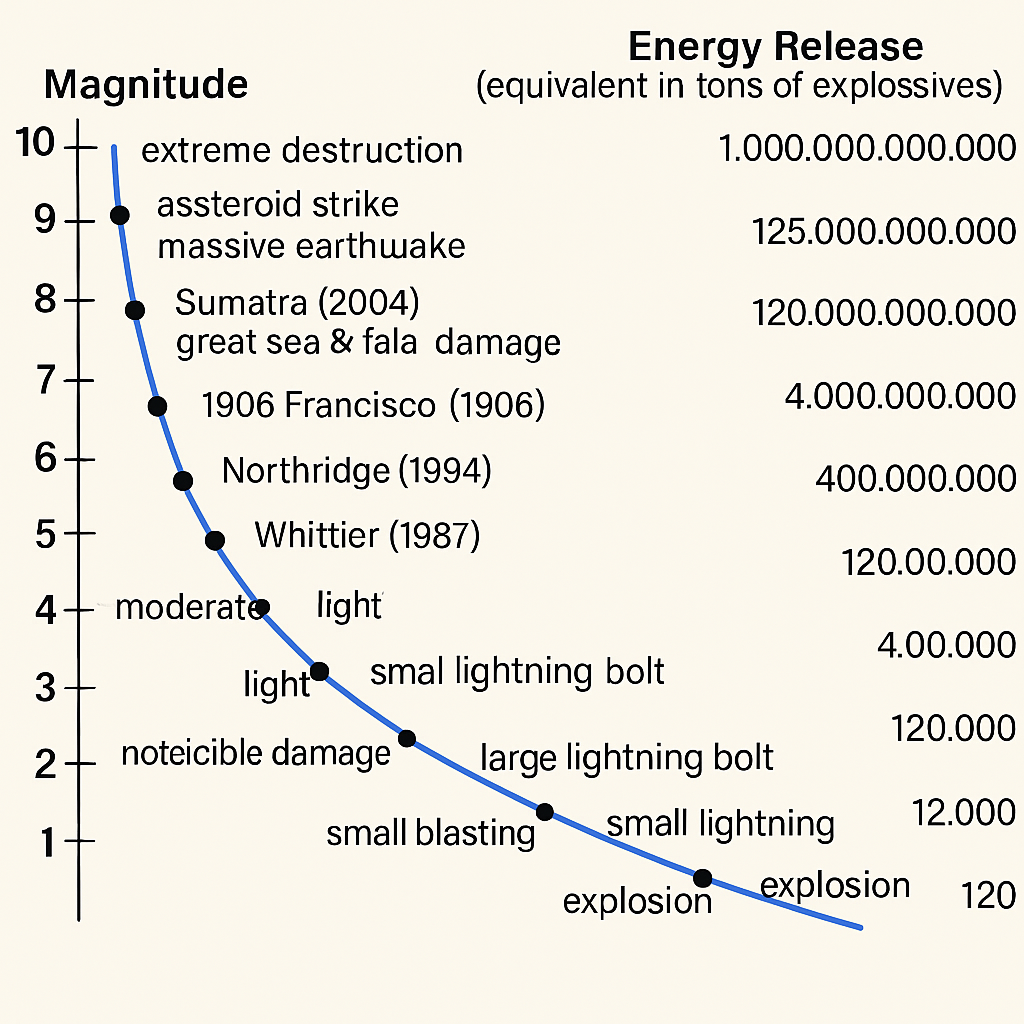 Energy Release
Magnitude
(equivalent in tons of explossives)
10 extreme destruction 1.000.000.000.000
9 assteroid strike 125.000.000.000
massive earthwake
8 Sumatra (2004) 120.000.000.000
great sea & fala damage
7 1906 Francisco (1906) 4.000.000.000
6 Northridge (1994) 400.000.000
5 Whittier (1987) 120.00.000
4 moderate light
4.00.000
3 light smal lightning bolt
120.000
2 noteicible damage large lightning bolt
12.000
1 small blasting small lightning
explosion explosion 120